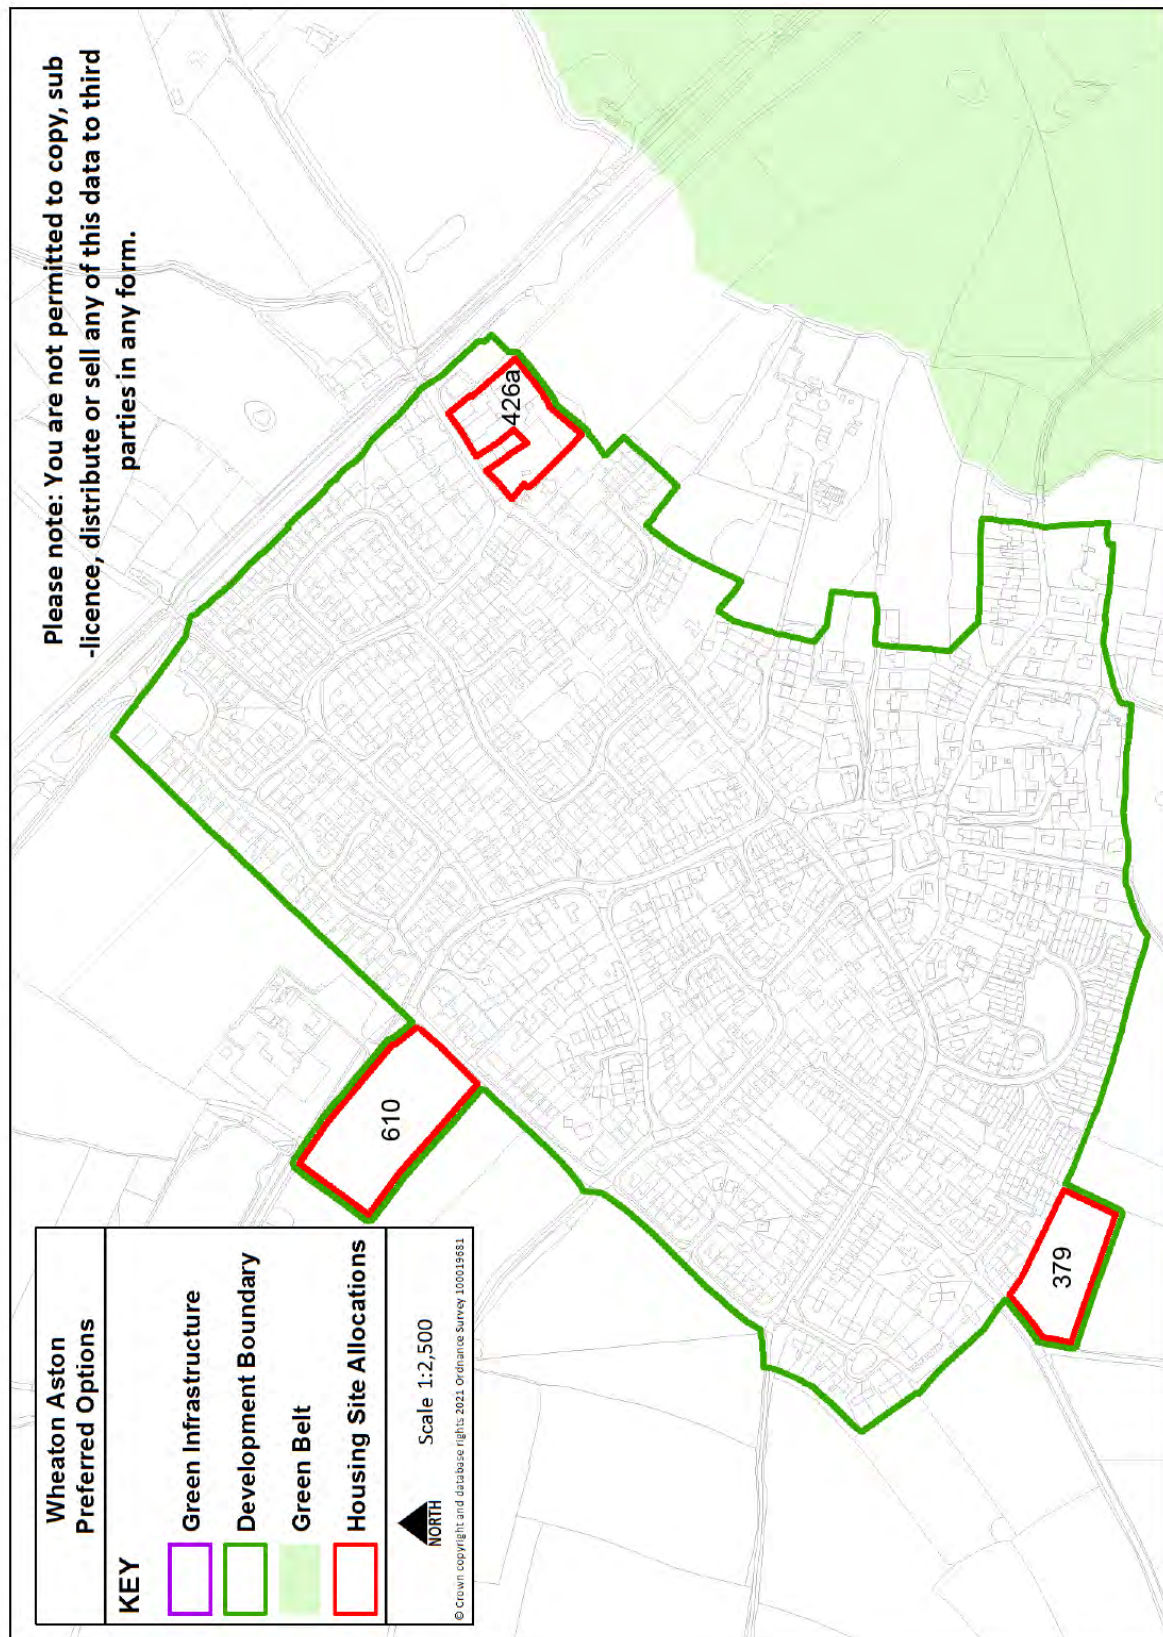 Please note: You are not permitted to copy, sub
-licence, distribute or sell any of this data to third
parties in any form.
426a
610
379
Wheaton Aston
Preferred Options
KEY
Green Infrastructure
Development Boundary
Green Belt
Housing Site Allocations
NORTH
Scale 1:2,500
© Crown copyright and database rights 2021 Ordnance Survey 100019681